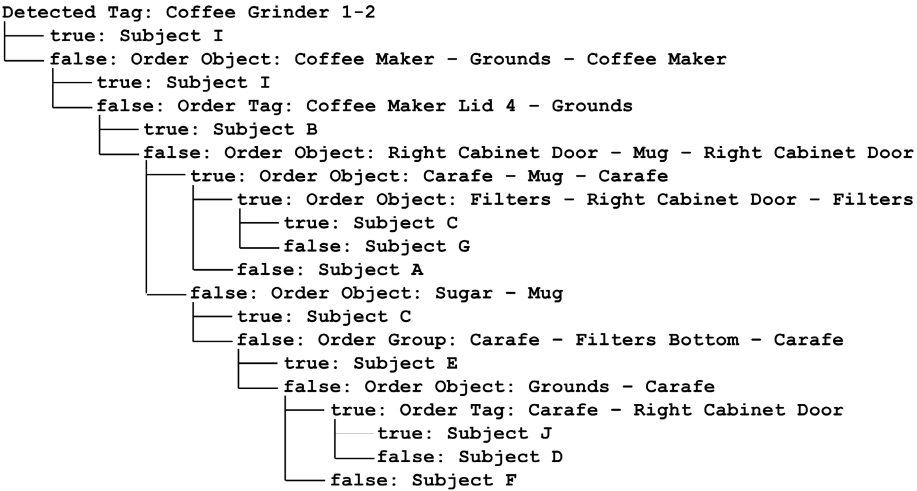 Detected Tag: Coffee Grinder 1-2
true: Subject I
false: Order Object: Coffee Maker – Grounds – Coffee Maker
true: Subject I
false: Order Tag: Coffee Maker Lid 4 – Grounds
true: Subject B
false: Order Object: Right Cabinet Door – Mug – Right Cabinet Door
true: Order Object: Carafe – Mug – Carafe
true: Order Object: Filters – Right Cabinet Door – Filters
true: Subject C
false: Subject G
false: Subject A
false: Order Object: Sugar – Mug
true: Subject C
false: Order Group: Carafe – Filters Bottom – Carafe
true: Subject E
false: Order Object: Grounds – Carafe
true: Order Tag: Carafe – Right Cabinet Door
true: Subject J
false: Subject D
false: Subject F